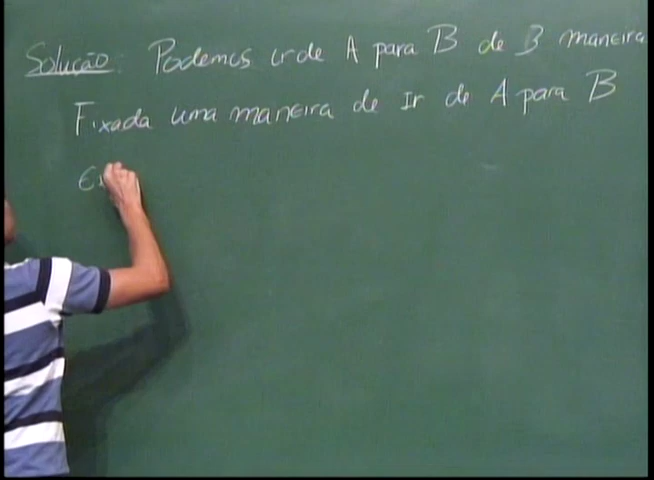 Solução: Podemos ir de A para B de 3 maneira
Fixada uma maneira de Ir de A para B